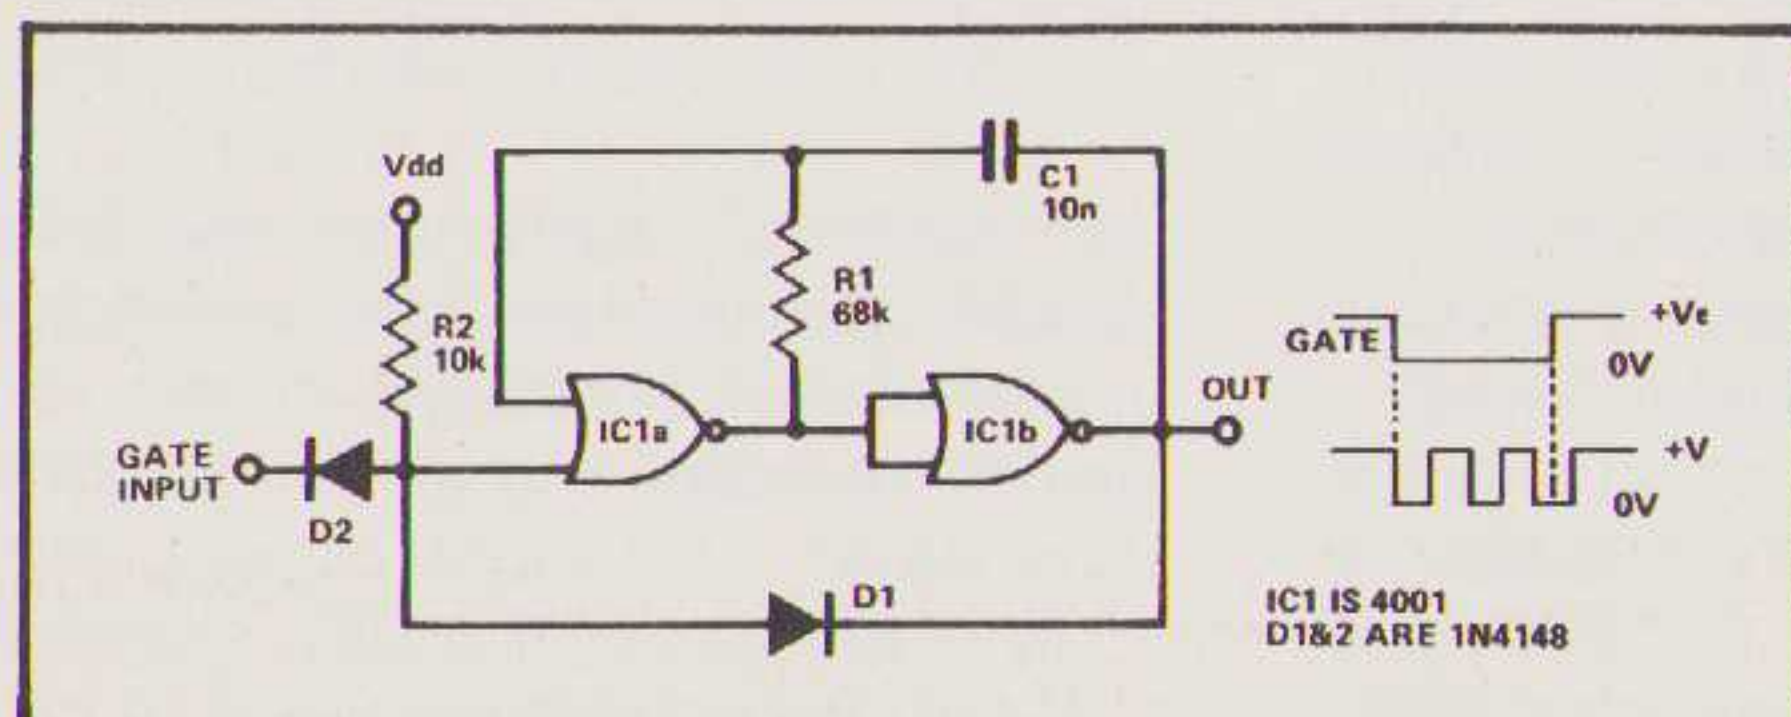 Vdd
C1
10n
R1
68k
R2
10k
GATE
INPUT
D2
IC1a
IC1b
OUT
D1
GATE
+Ve
0V
+V
0V
IC1 IS 4001
D1&2 ARE 1N4148